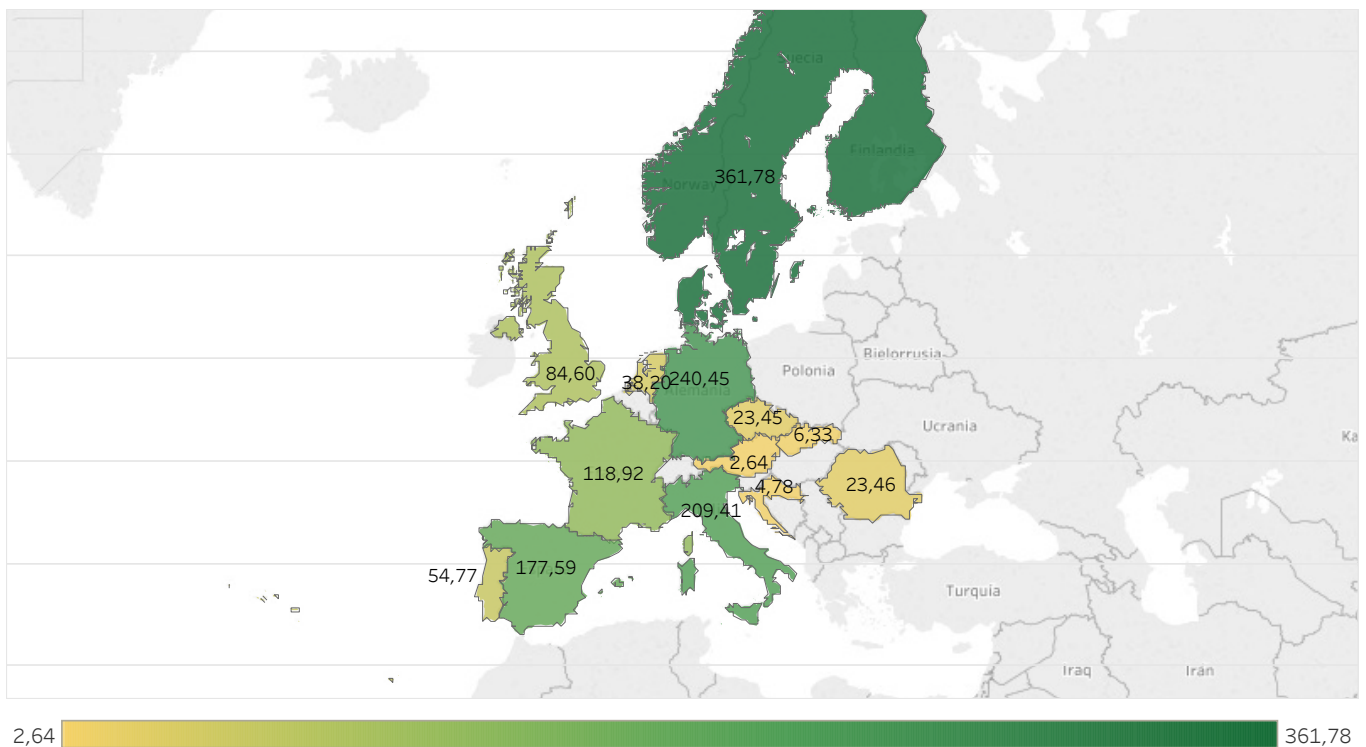 Suecia
Finlandia
Norway
361,78
84,60
38,20
240,45
Alemania
Polonia
Bielorrusia
23,45
6,33
Ucrania
2,64
118,92
4,78
23,46
209,41
54,77
177,59
Turquía
Iraq
Irán
Ka
2,64
361,78